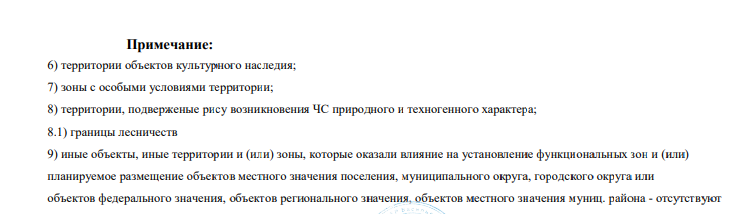 Примечание:
6) территории объектов культурного наследия;
7) зоны с особыми условиями территории;
8) территории, подверженые рису возникновения ЧС природного и техногенного характера;
8.1) границы лесничеств
9) иные объекты, иные территории и (или) зоны, которые оказали влияние на установление функциональных зон и (или)
планируемое размещение объектов местного значения поселения, муниципального округа, городского округа или
объектов федерального значения, объектов регионального значения, объектов местного значения муниц. района - отсутствуют